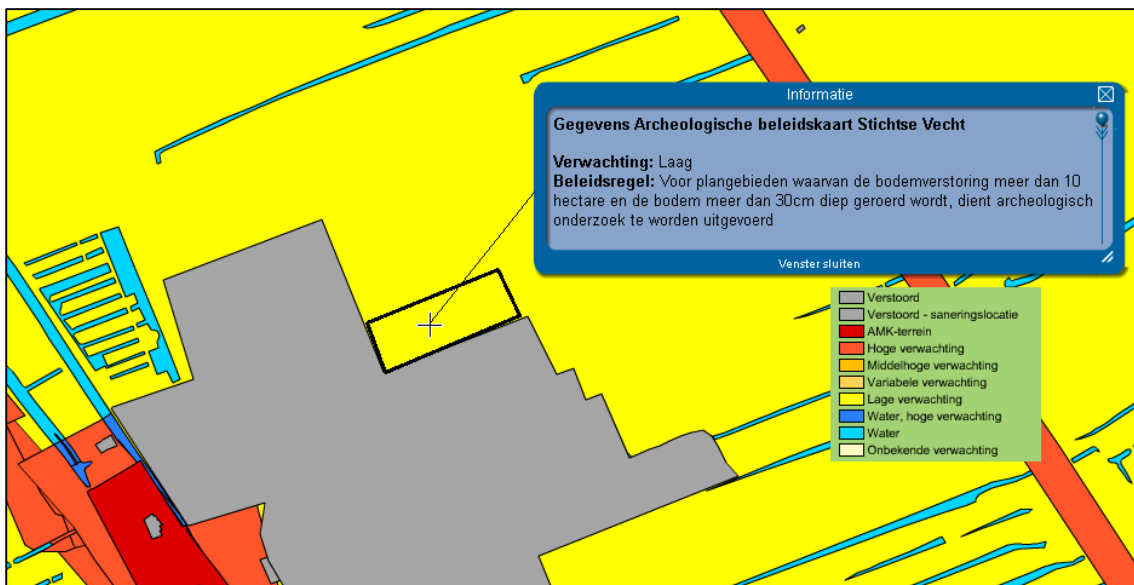 Informatie
Gegevens Archeologische beleidskaart Stichtse Vecht
Verwachting: Laag
Beleidsregel: Voor plangebieden waarvan de bodemverstoring meer dan 10
hectare en de bodem meer dan 30cm diep geroerd wordt, dient archeologisch
onderzoek te worden uitgevoerd
Venster sluiten
Verstoord
Verstoord - saneringslocatie
AMK-terrein
Hoge verwachting
Middelhoge verwachting
Variabele verwachting
Lage verwachting
Water, hoge verwachting
Water
Onbekende verwachting